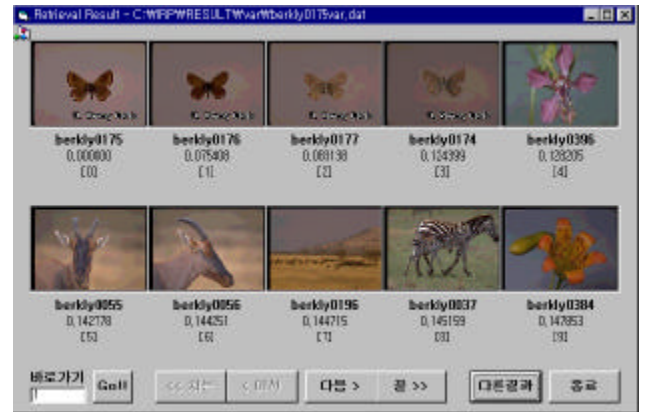 Retrieval Result - C:\IRP\RESULT\var\berkly0175var.dat
berkly0175 berkly0176 berkly0177 berkly0174 berkly0396
0.000000 0.075408 0.124399 0.128205
[0] [1] [2] [3] [4]
berkly0055 berkly0056 berkly0196 berkly0037 berkly0384
0.142778 0.144251 0.144715 0.145159 0.147853
[5] [6] [7] [8] [9]
바로가기
Go!! << < 다음 > 끝 >> 다른결과 종료